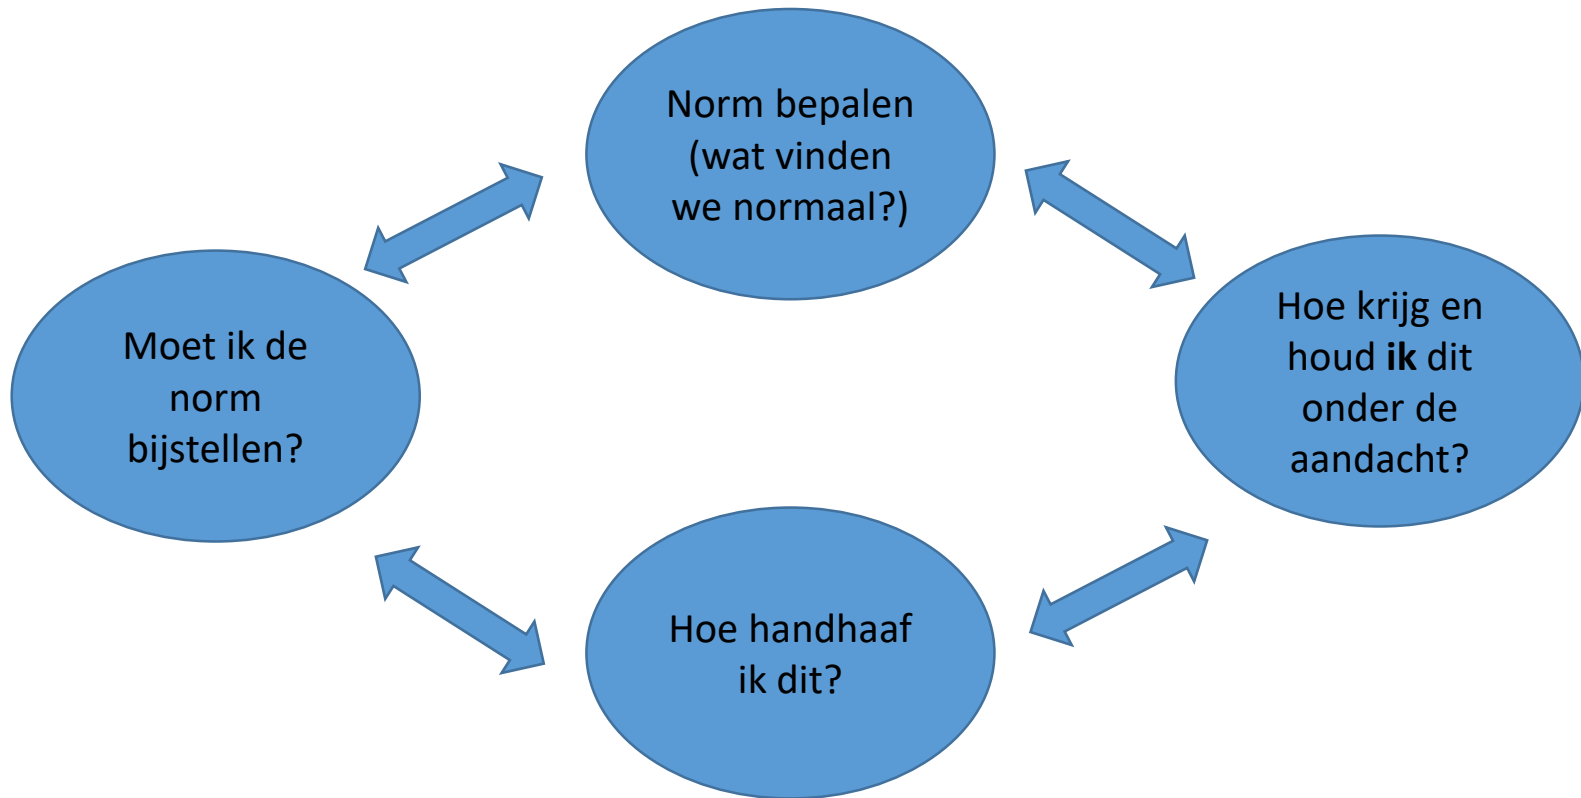 Norm bepalen
(wat vinden
we normaal?)
Hoe krijg en
houd ik dit
onder de
aandacht?
Hoe handhaaf
ik dit?
Moet ik de
norm
bijstellen?